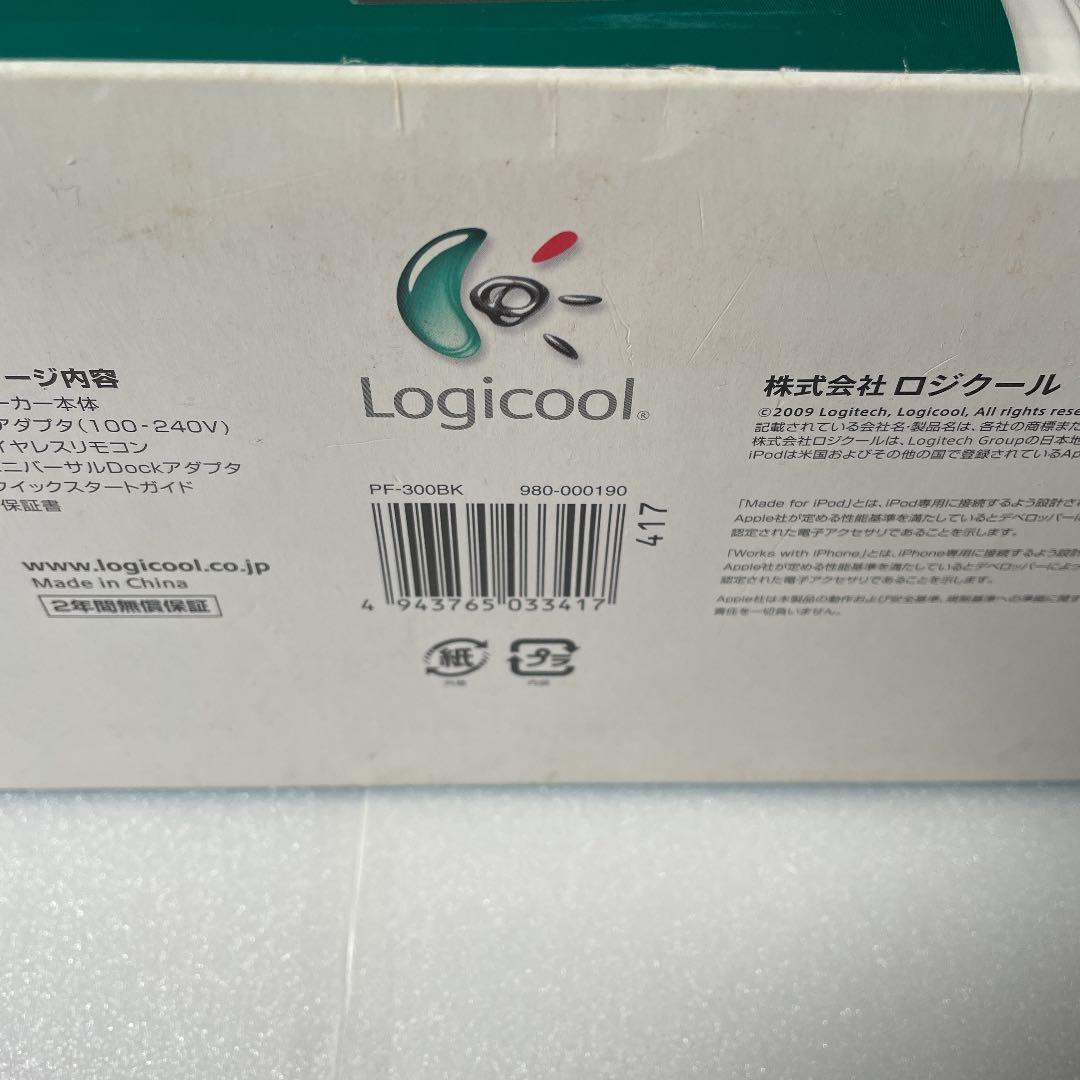 ージ内容
ーカー本体
アダプタ(100-240V)
イヤレスリモコン
ニバーサルDockアダプタ
クイックスタートガイド
保証書
www.logicool.co.jp
Made in China
2年間無償保証
Logicool®
PF-300BK 980-000190
417
4 943765 033417
紙
プラ
株式会社 ロジクール
©2009 Logitech, Logicool, All rights rese
記載されている会社名・製品名は、各社の商標また
株式会社ロジクールは、Logitech Groupの日本地
iPodは米国およびその他の国で登録されているAp
「Made for iPod」とは、iPod専用に接続するよう設計さ
Apple社が定める性能基準を満たしているとデベロッパーに
認定された電子アクセサリであることを示します。
「Works with iPhone」とは、iPhone専用に接続するよう設
Apple社が定める性能基準を満たしているとデベロッパーによっ
認定された電子アクセサリであることを示します。
Apple社は本製品の動作および安全基準、規制基準への準拠に関す
責任を一切負いません。